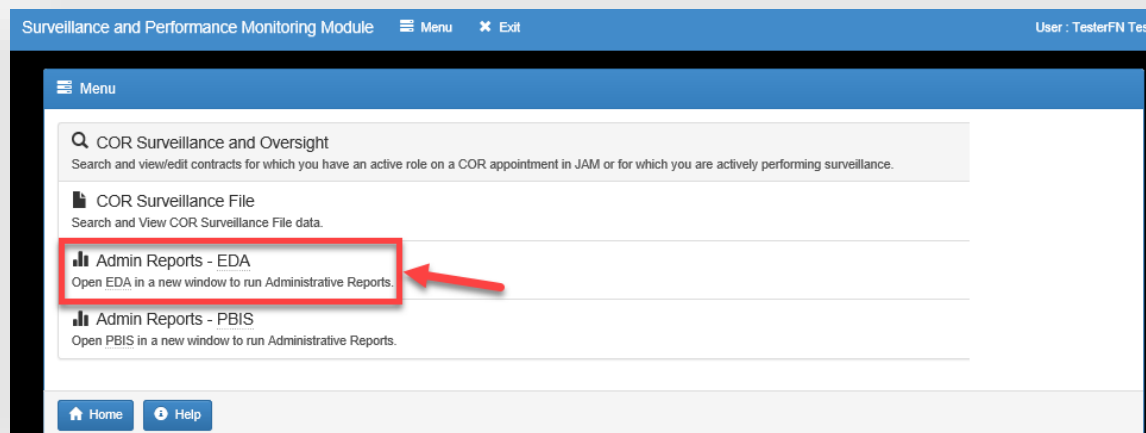 Surveillance and Performance Monitoring Module Menu Exit User : TesterFN
Menu
COR Surveillance and Oversight
Search and view/edit contracts for which you have an active role on a COR appointment in JAM or for which you are actively performing surveillance.
COR Surveillance File
Search and View COR Surveillance File data.
Admin Reports - EDA
Open EDA in a new window to run Administrative Reports.
Admin Reports - PBIS
Open PBIS in a new window to run Administrative Reports.
Home Help